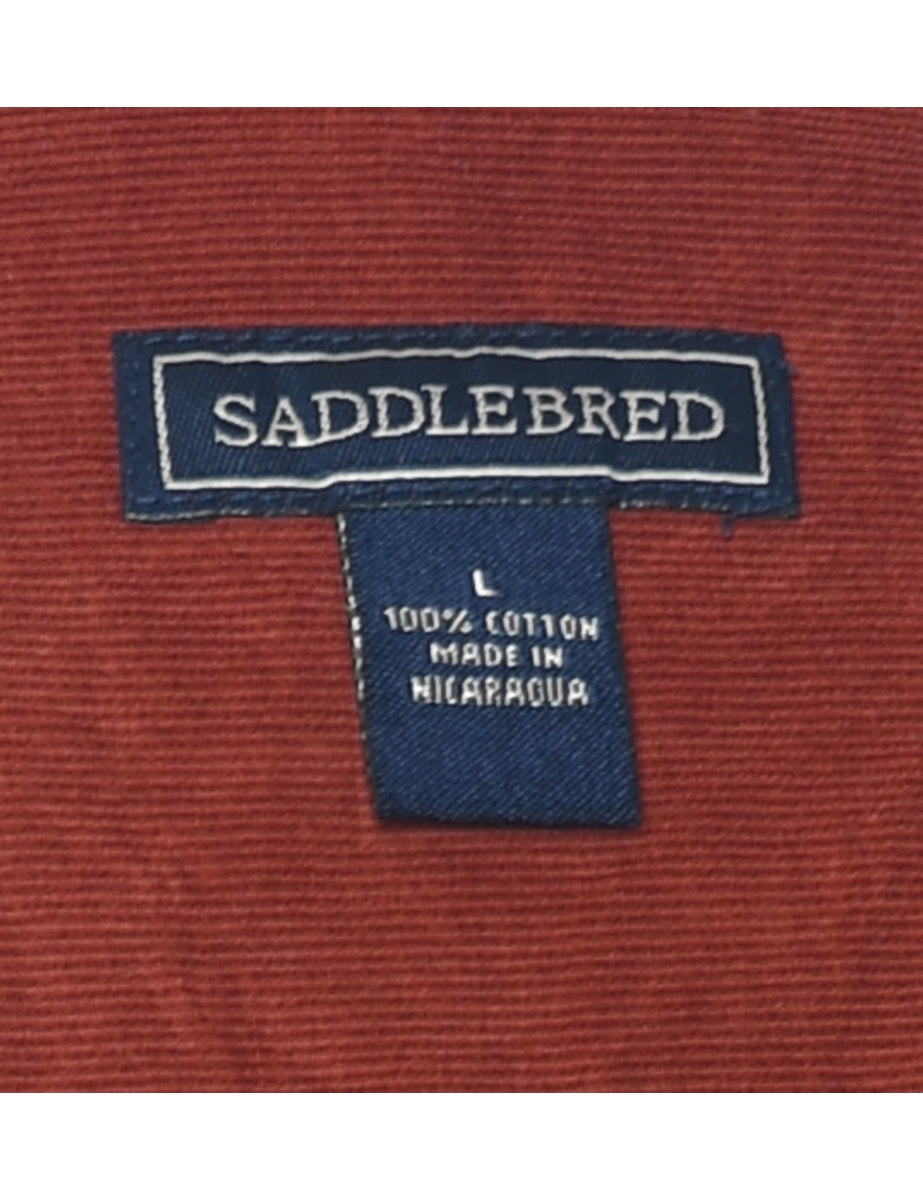 SADDLEBRED
L
100% COTTON
MADE IN
NICARAGUA